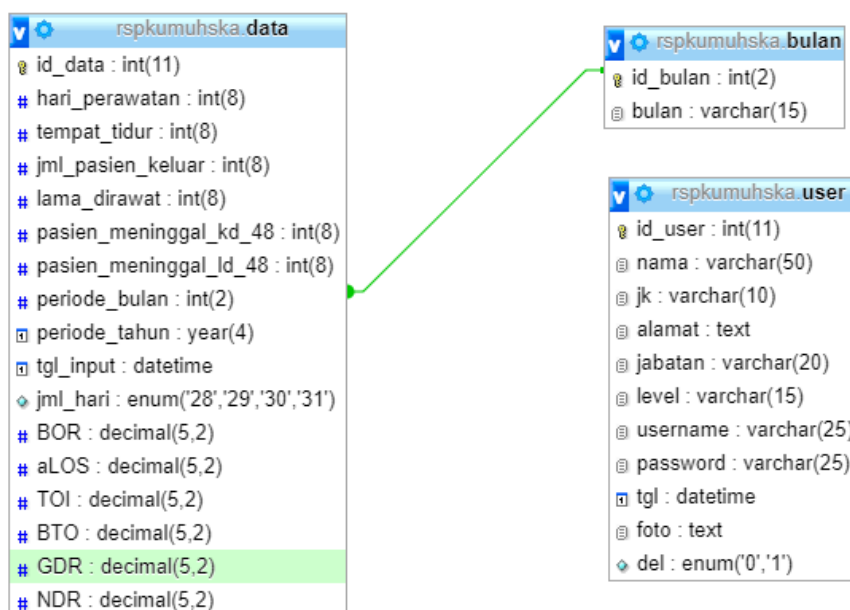 rspkumuhska.data
id_data : int(11)
hari_perawatan : int(8)
tempat_tidur : int(8)
jml_pasien_keluar : int(8)
lama_dirawat : int(8)
pasien_meninggal_kd_48 : int(8)
pasien_meninggal_ld_48 : int(8)
periode_bulan : int(2)
periode_tahun : year(4)
tgl_input : datetime
jml_hari : enum('28','29','30','31')
BOR : decimal(5,2)
aLOS : decimal(5,2)
TOI : decimal(5,2)
BTO : decimal(5,2)
GDR : decimal(5,2)
NDR : decimal(5,2)
rspkumuhska.bulan
id_bulan : int(2)
bulan : varchar(15)
rspkumuhska.user
id_user : int(11)
nama : varchar(50)
jk : varchar(10)
alamat : text
jabatan : varchar(20)
level : varchar(15)
username : varchar(25)
password : varchar(25)
tgl : datetime
foto : text
del : enum('0','1')